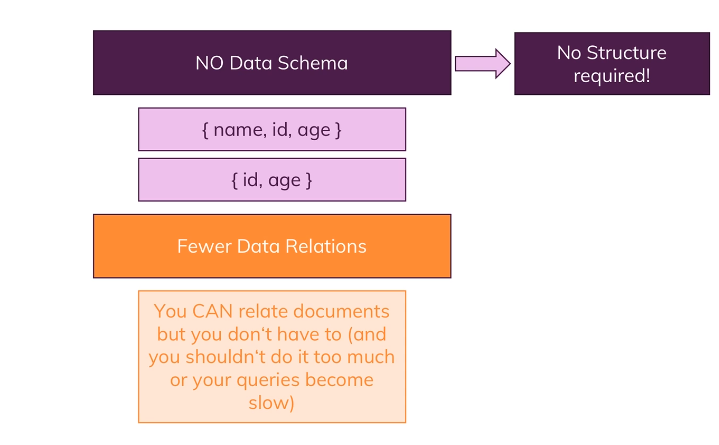 NO Data Schema
No Structure
required!
{ name, id, age }
{ id, age }
Fewer Data Relations
You CAN relate documents
but you don‘t have to (and
you shouldn‘t do it too much
or your queries become
slow)